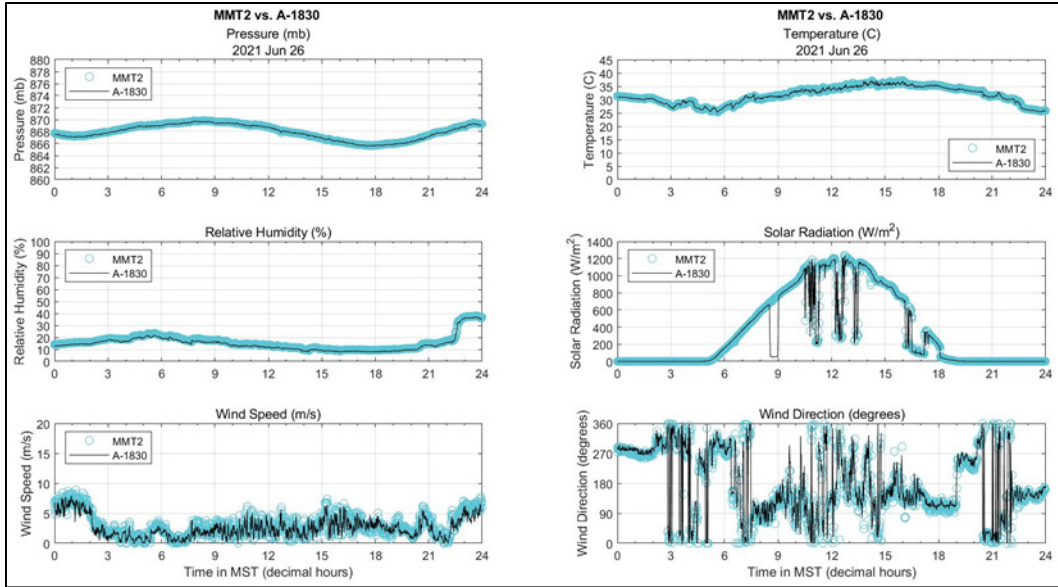 MMT2 vs. A-1830
Pressure (mb)
2021 Jun 26
Pressure (mb)
880
878
876
874
872
870
868
866
864
862
860
MMT2
A-1830
0 3 6 9 12 15 18 21 24
MMT2 vs. A-1830
Temperature (C)
2021 Jun 26
Temperature (C)
45
40
35
30
25
20
15
10
5
0
MMT2
A-1830
0 3 6 9 12 15 18 21 24
Relative Humidity (%)
Relative Humidity (%)
100
90
80
70
60
50
40
30
20
10
0
MMT2
A-1830
0 3 6 9 12 15 18 21 24
Solar Radiation (W/m²)
Solar Radiation (W/m²)
1400
1200
1000
800
600
400
200
0
MMT2
A-1830
0 3 6 9 12 15 18 21 24
Wind Speed (m/s)
Wind Speed (m/s)
20
15
10
5
0
MMT2
A-1830
0 3 6 9 12 15 18 21 24
Time in MST (decimal hours)
Wind Direction (degrees)
Wind Direction (degrees)
360
270
180
90
0
MMT2
A-1830
0 3 6 9 12 15 18 21 24
Time in MST (decimal hours)